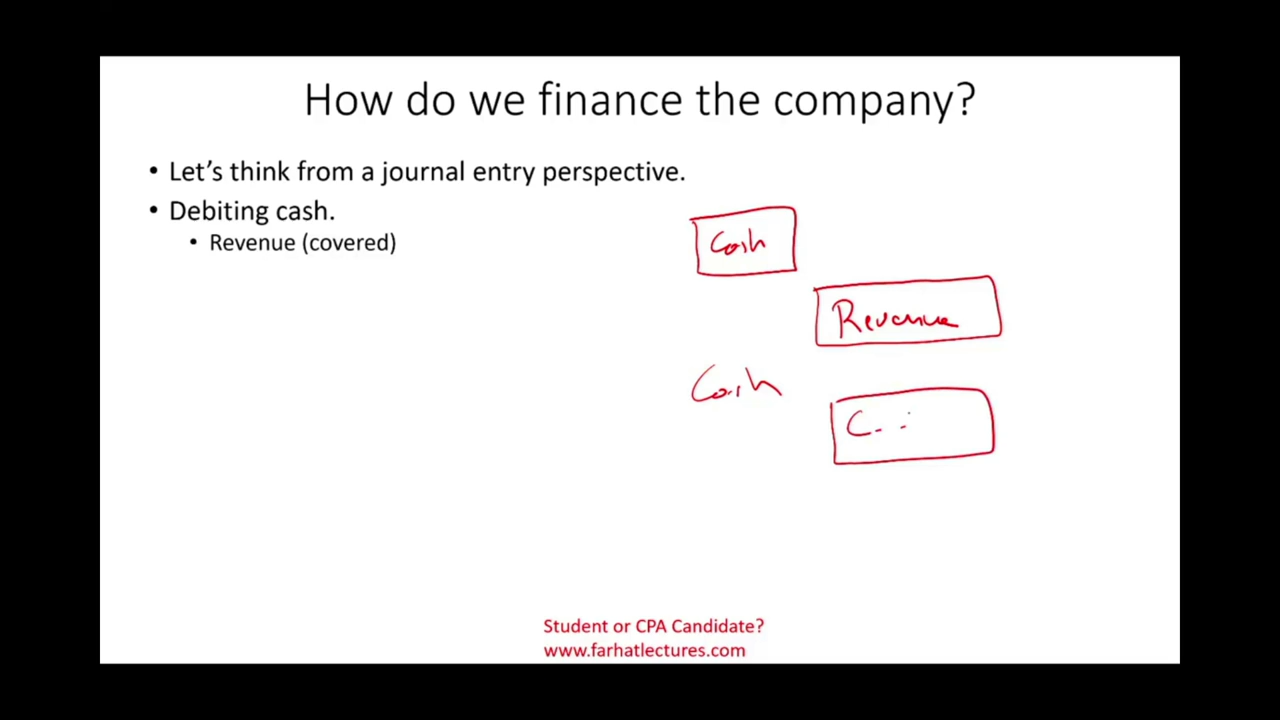 How do we finance the company?
• Let's think from a journal entry perspective.
• Debiting cash.
• Revenue (covered)
Cash
Revenue
Cash
C..:
Student or CPA Candidate?
www.farhatlectures.com